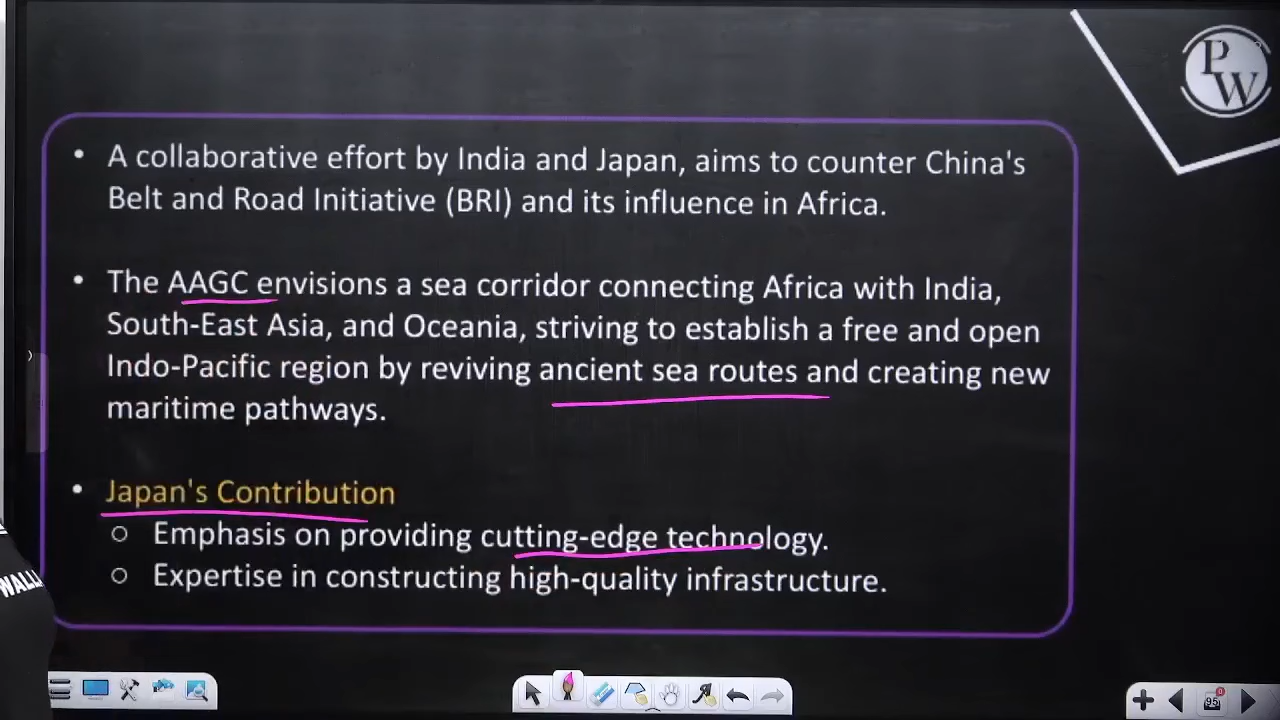 P
W
• A collaborative effort by India and Japan, aims to counter China's
Belt and Road Initiative (BRI) and its influence in Africa.
• The AAGC envisions a sea corridor connecting Africa with India,
South-East Asia, and Oceania, striving to establish a free and open
Indo-Pacific region by reviving ancient sea routes and creating new
maritime pathways.
• Japan's Contribution
○ Emphasis on providing cutting-edge technology.
○ Expertise in constructing high-quality infrastructure.
95